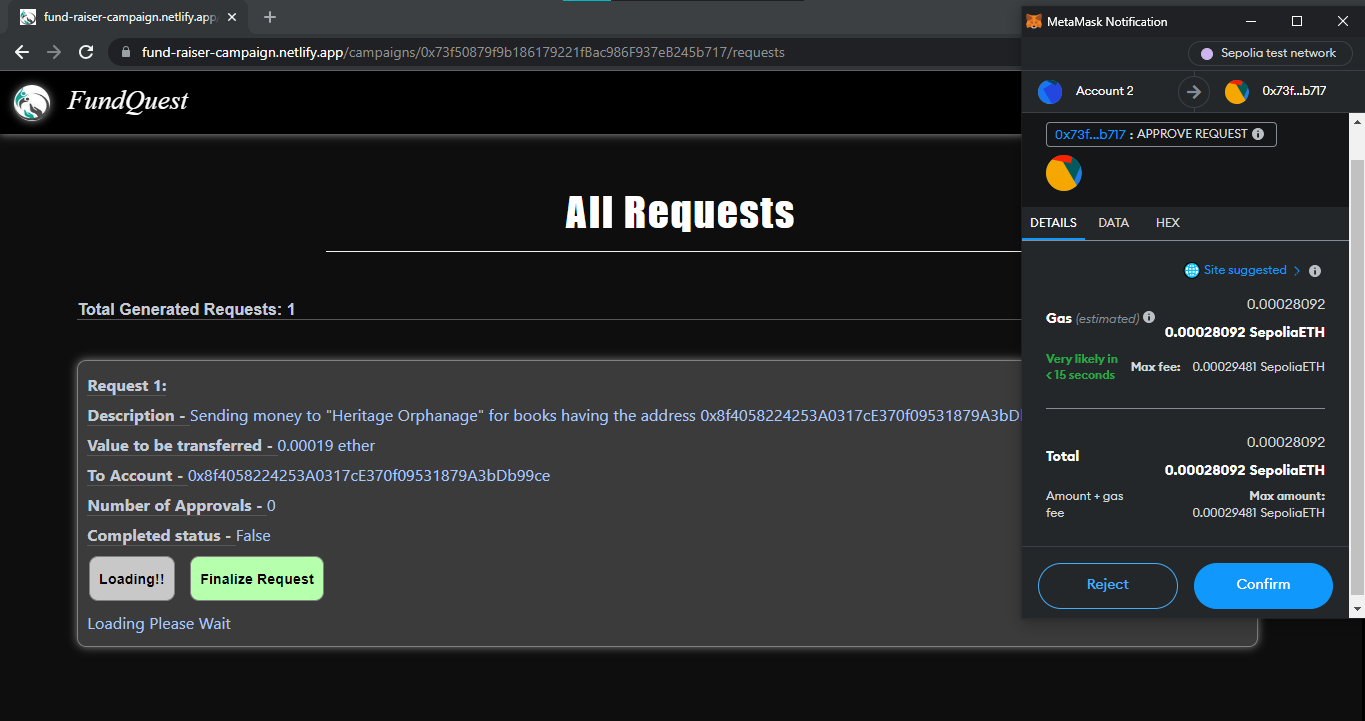 fund-raiser-campaign.netlify.app
fund-raiser-campaign.netlify.app/campaigns/0x73f50879f9b186179221fBac986F937eB245b717/requests
FundQuest
All Requests
Total Generated Requests: 1
Request 1:
Description - Sending money to "Heritage Orphanage" for books having the address 0x8f4058224253A0317cE370f09531879A3bDb
Value to be transferred - 0.00019 ether
To Account - 0x8f4058224253A0317cE370f09531879A3bDb99ce
Number of Approvals - 0
Completed status - False
Loading!! Finalize Request
Loading Please Wait
MetaMask Notification
Sepolia test network
Account 2 0x73f...b717
0x73f...b717 : APPROVE REQUEST
DETAILS DATA HEX
Site suggested >
0.00028092
Gas (estimated)
0.00028092 SepoliaETH
Very likely in < 15 seconds
Max fee: 0.00029481 SepoliaETH
0.00028092
Total
0.00028092 SepoliaETH
Amount + gas fee
Max amount: 0.00029481 SepoliaETH
Reject Confirm